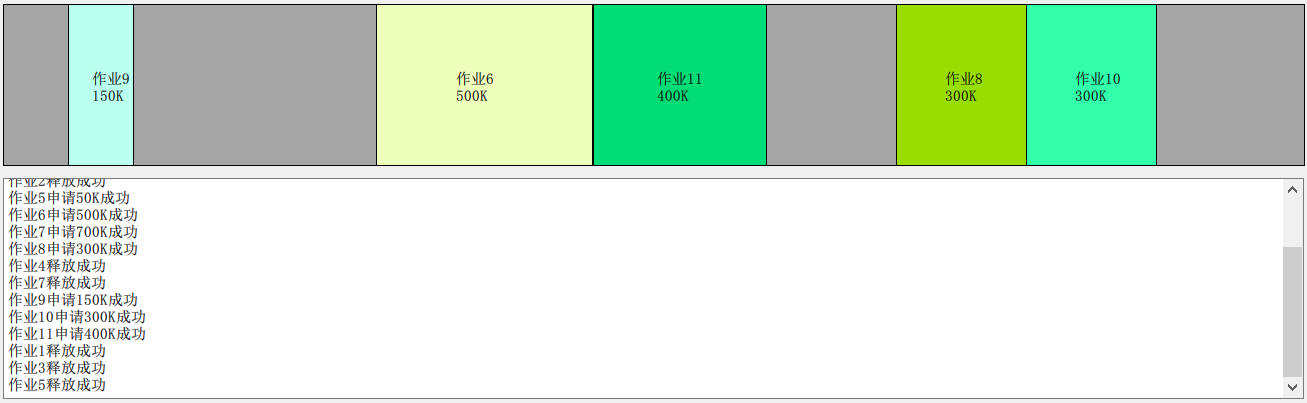 作业9
150K
作业6
500K
作业11
400K
作业8
300K
作业10
300K
作业2释放成功
作业5申请50K成功
作业6申请500K成功
作业7申请700K成功
作业8申请300K成功
作业4释放成功
作业7释放成功
作业9申请150K成功
作业10申请300K成功
作业11申请400K成功
作业1释放成功
作业3释放成功
作业5释放成功